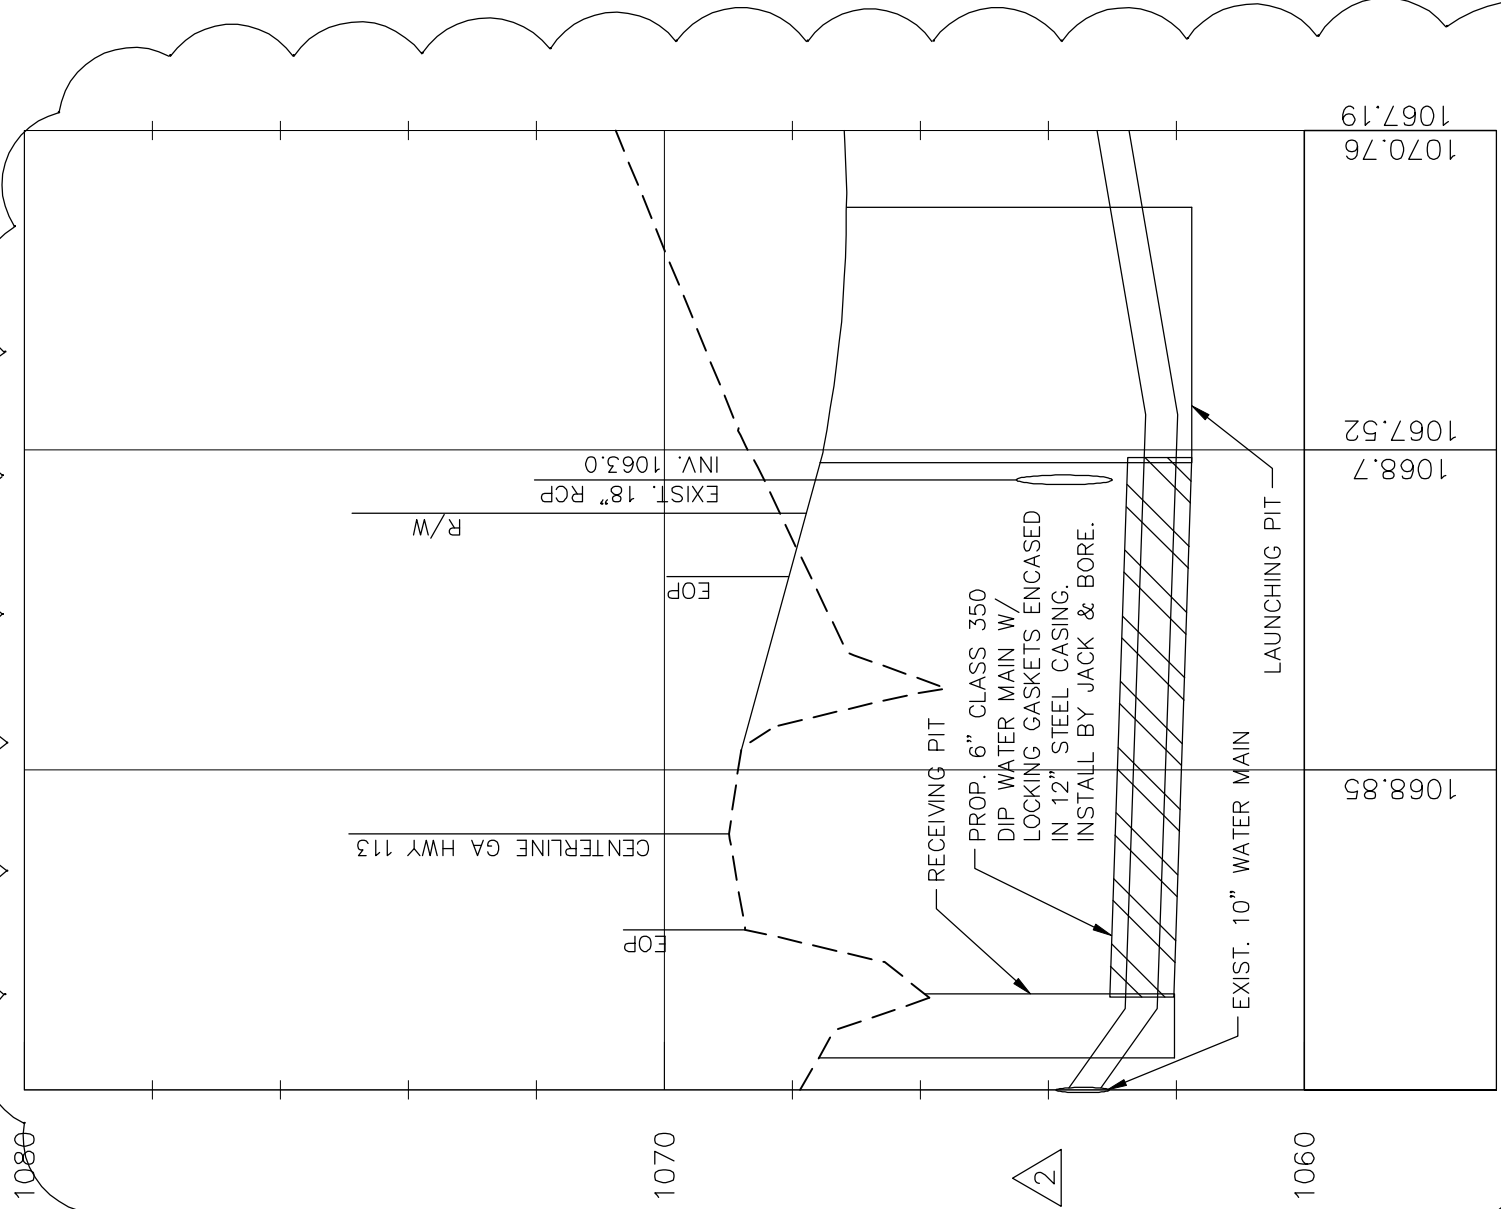 1080
1070
1060
2
CENTERLINE GA HWY 113
EOP
EOP
R/W
EXIST. 18" RCP
INV. 1063.0
RECEIVING PIT
PROP. 6" CLASS 350
DIP WATER MAIN W/
LOCKING GASKETS ENCASED
IN 12" STEEL CASING.
INSTALL BY JACK & BORE.
EXIST. 10" WATER MAIN
LAUNCHING PIT
1068.85
1068.7
1067.52
1070.76
1067.19